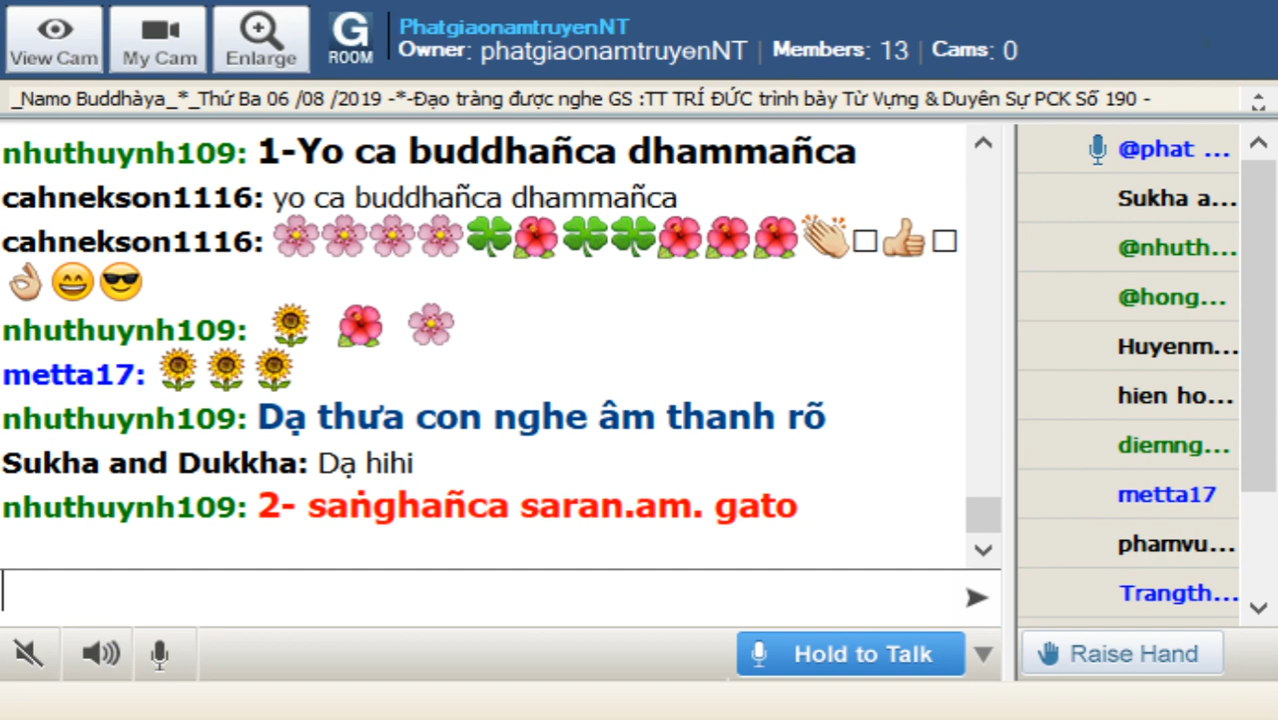 View Cam
My Cam
Enlarge
G
ROOM
PhatgiaonamtruyenNT
Owner: phatgiaonamtruyenNT | Members: 13 | Cams: 0
_Namo Buddhàya_*_Thứ Ba 06 /08 /2019 -*-Đạo tràng được nghe GS :TT TRÍ ĐỨC trình bày Từ Vựng & Duyên Sự PCK Số 190 -
nhuthuynh109: 1-Yo ca buddhañca dhammañca
cahnekson1116: yo ca buddhañca dhammañca
cahnekson1116: 🌸🌸🌸🌸🍀🌺🍀🍀🌺🌺🌺👏□👍□
👌😄😎
nhuthuynh109: 🌻 🌺 🌸
metta17: 🌻🌻🌻
nhuthuynh109: Dạ thưa con nghe âm thanh rõ
Sukha and Dukkha: Dạ hihi
nhuthuynh109: 2- saṅghañca saran.am. gato
@phat ...
Sukha a...
@nhuth...
@hong...
Huyenm...
hien ho...
diemng...
metta17
phamvu...
Trangth...
Hold to Talk
Raise Hand